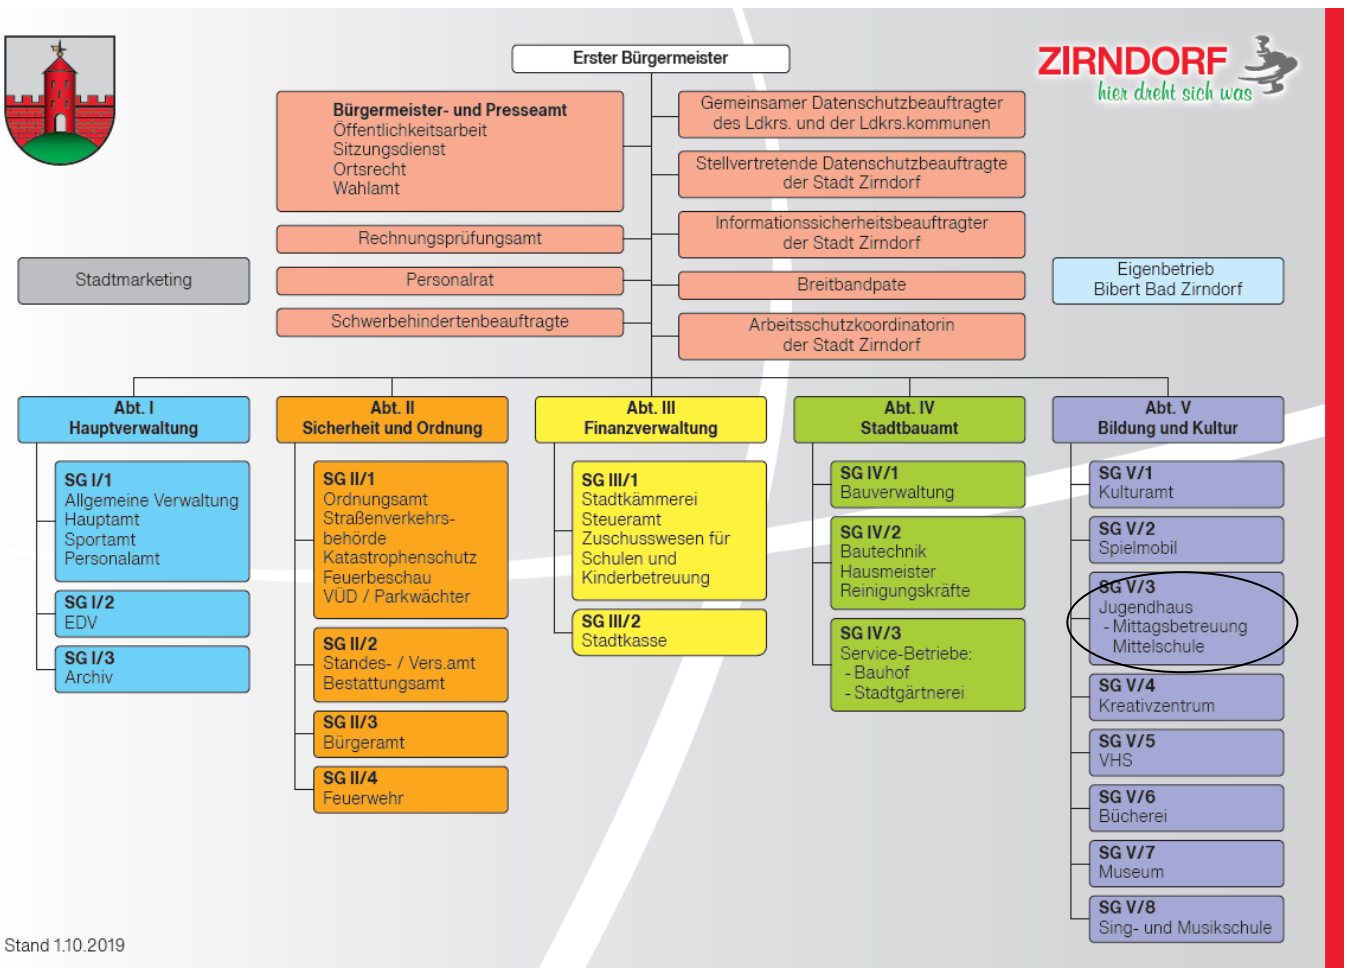 Erster Bürgermeister
ZIRNDORF
hier dreht sich was
Bürgermeister- und Presseamt
Öffentlichkeitsarbeit
Sitzungsdienst
Ortsrecht
Wahlamt
Rechnungsprüfungsamt
Personalrat
Schwerbehindertenbeauftragte
Gemeinsamer Datenschutzbeauftragter
des Ldkrs. und der Ldkrs.kommunen
Stellvertretende Datenschutzbeauftragte
der Stadt Zirndorf
Informationssicherheitsbeauftragter
der Stadt Zirndorf
Breitbandpate
Arbeitsschutzkoordinatorin
der Stadt Zirndorf
Stadtmarketing
Eigenbetrieb
Bibert Bad Zirndorf
Abt. I
Hauptverwaltung
SG I/1
Allgemeine Verwaltung
Hauptamt
Sportamt
Personalamt
SG I/2
EDV
SG I/3
Archiv
Abt. II
Sicherheit und Ordnung
SG II/1
Ordnungsamt
Straßenverkehrs-
behörde
Katastrophenschutz
Feuerbeschau
VÜD / Parkwächter
SG II/2
Standes- / Vers.amt
Bestattungsamt
SG II/3
Bürgeramt
SG II/4
Feuerwehr
Abt. III
Finanzverwaltung
SG III/1
Stadtkämmerei
Steueramt
Zuschusswesen für
Schulen und
Kinderbetreuung
SG III/2
Stadtkasse
Abt. IV
Stadtbauamt
SG IV/1
Bauverwaltung
SG IV/2
Bautechnik
Hausmeister
Reinigungskräfte
SG IV/3
Service-Betriebe:
- Bauhof
- Stadtgärtnerei
Abt. V
Bildung und Kultur
SG V/1
Kulturamt
SG V/2
Spielmobil
SG V/3
Jugendhaus
- Mittagsbetreuung
Mittelschule
SG V/4
Kreativzentrum
SG V/5
VHS
SG V/6
Bücherei
SG V/7
Museum
SG V/8
Sing- und Musikschule
Stand 1.10.2019